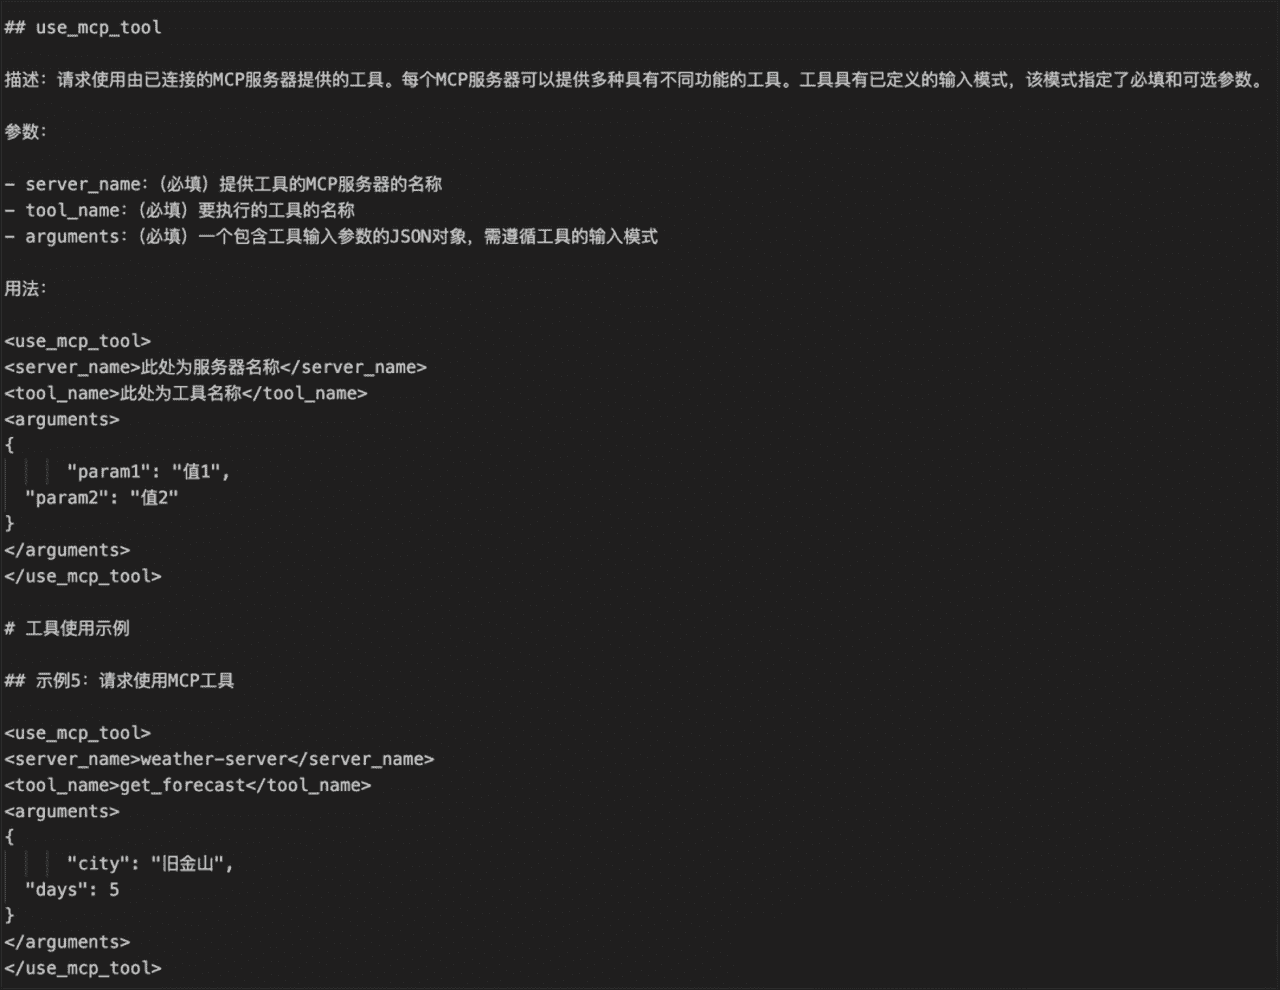 ## use_mcp_tool
描述：请求使用由已连接的MCP服务器提供的工具。每个MCP服务器可以提供多种具有不同功能的工具。工具具有已定义的输入模式，该模式指定了必填和可选参数。
参数：
- server_name：（必填）提供工具的MCP服务器的名称
- tool_name：（必填）要执行的工具的名称
- arguments：（必填）一个包含工具输入参数的JSON对象，需遵循工具的输入模式
用法：
<use_mcp_tool>
<server_name>此处为服务器名称</server_name>
<tool_name>此处为工具名称</tool_name>
<arguments>
{
      "param1": "值1",
  "param2": "值2"
}
</arguments>
</use_mcp_tool>
# 工具使用示例
## 示例5：请求使用MCP工具
<use_mcp_tool>
<server_name>weather-server</server_name>
<tool_name>get_forecast</tool_name>
<arguments>
{
      "city": "旧金山",
  "days": 5
}
</arguments>
</use_mcp_tool>